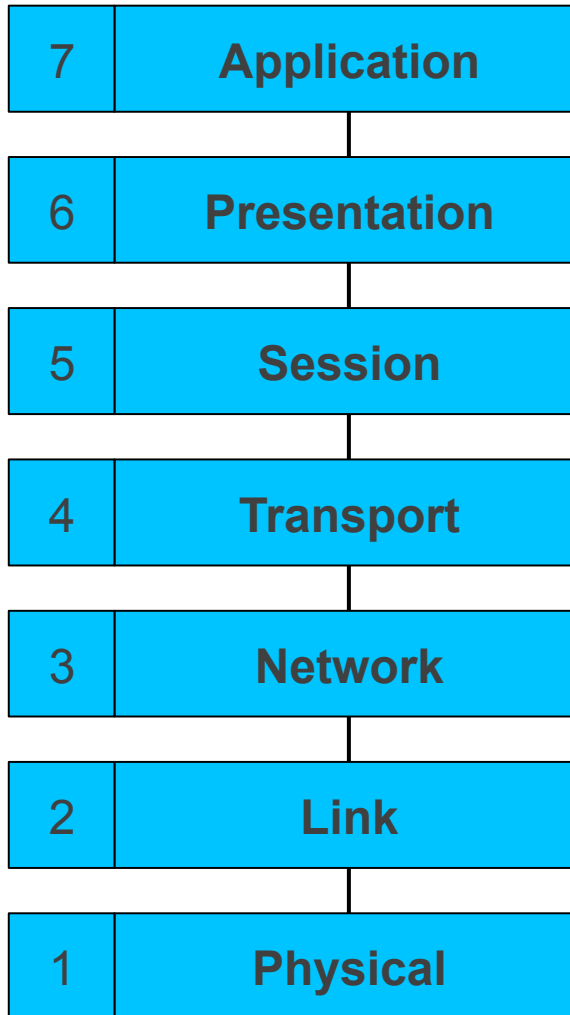 7 Application
6 Presentation
5 Session
4 Transport
3 Network
2 Link
1 Physical